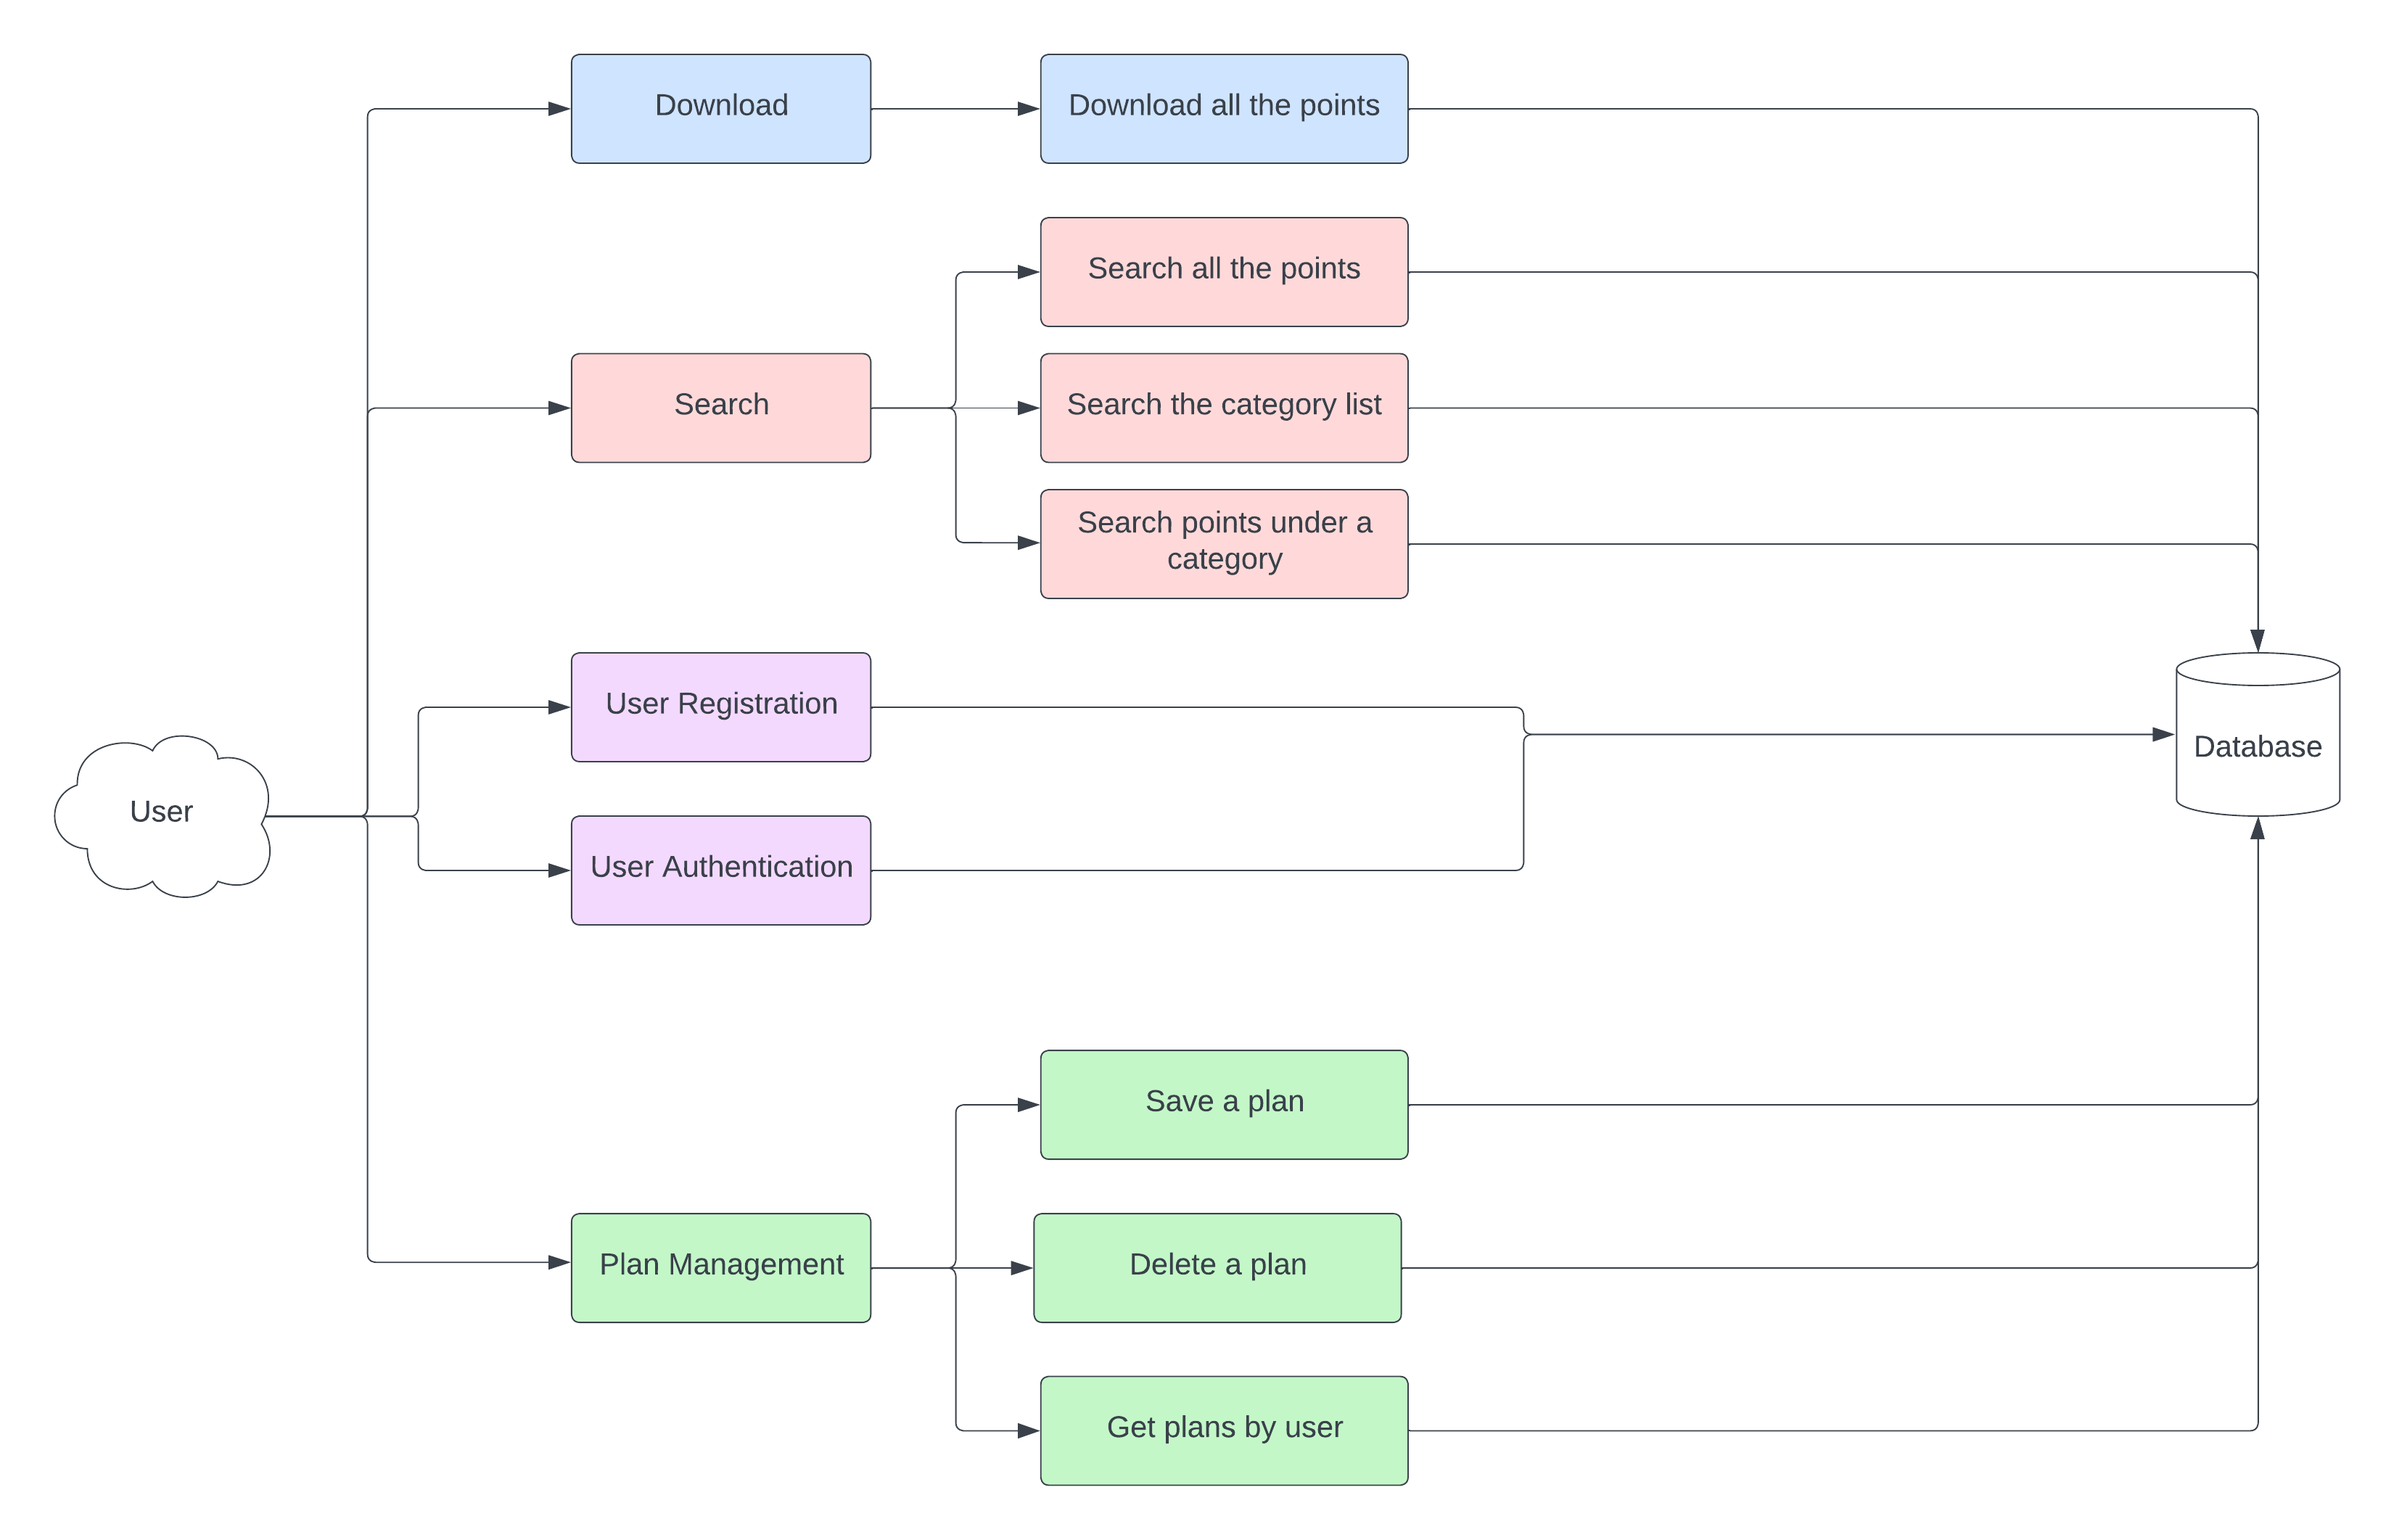 Download
Download all the points
Search all the points
Search
Search the category list
Search points under a
category
User Registration
Database
User
User Authentication
Save a plan
Plan Management
Delete a plan
Get plans by user